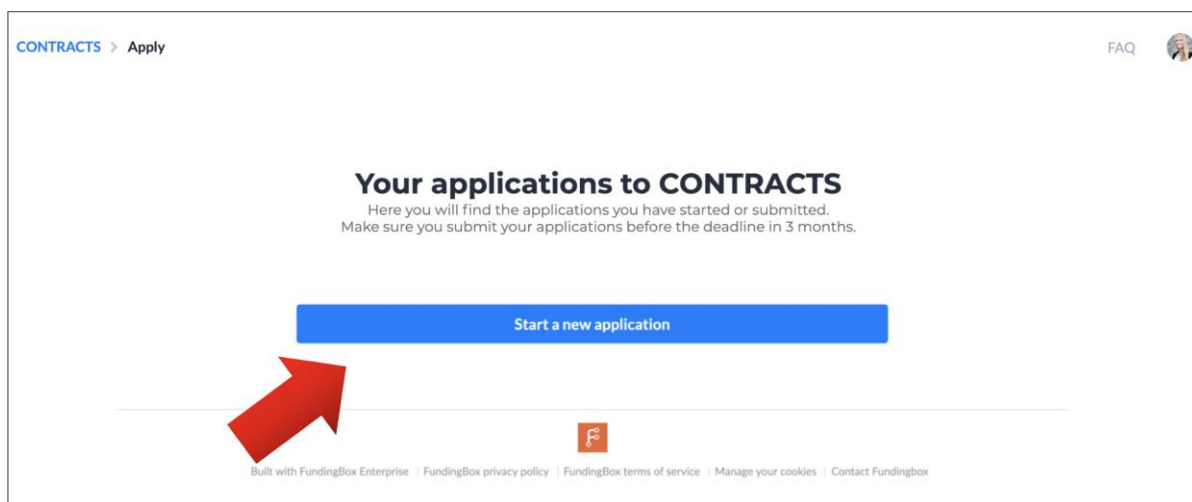 CONTRACTS > Apply
FAQ
Your applications to CONTRACTS
Here you will find the applications you have started or submitted.
Make sure you submit your applications before the deadline in 3 months.
Start a new application
Built with FundingBox Enterprise | FundingBox privacy policy | FundingBox terms of service | Manage your cookies | Contact Fundingbox